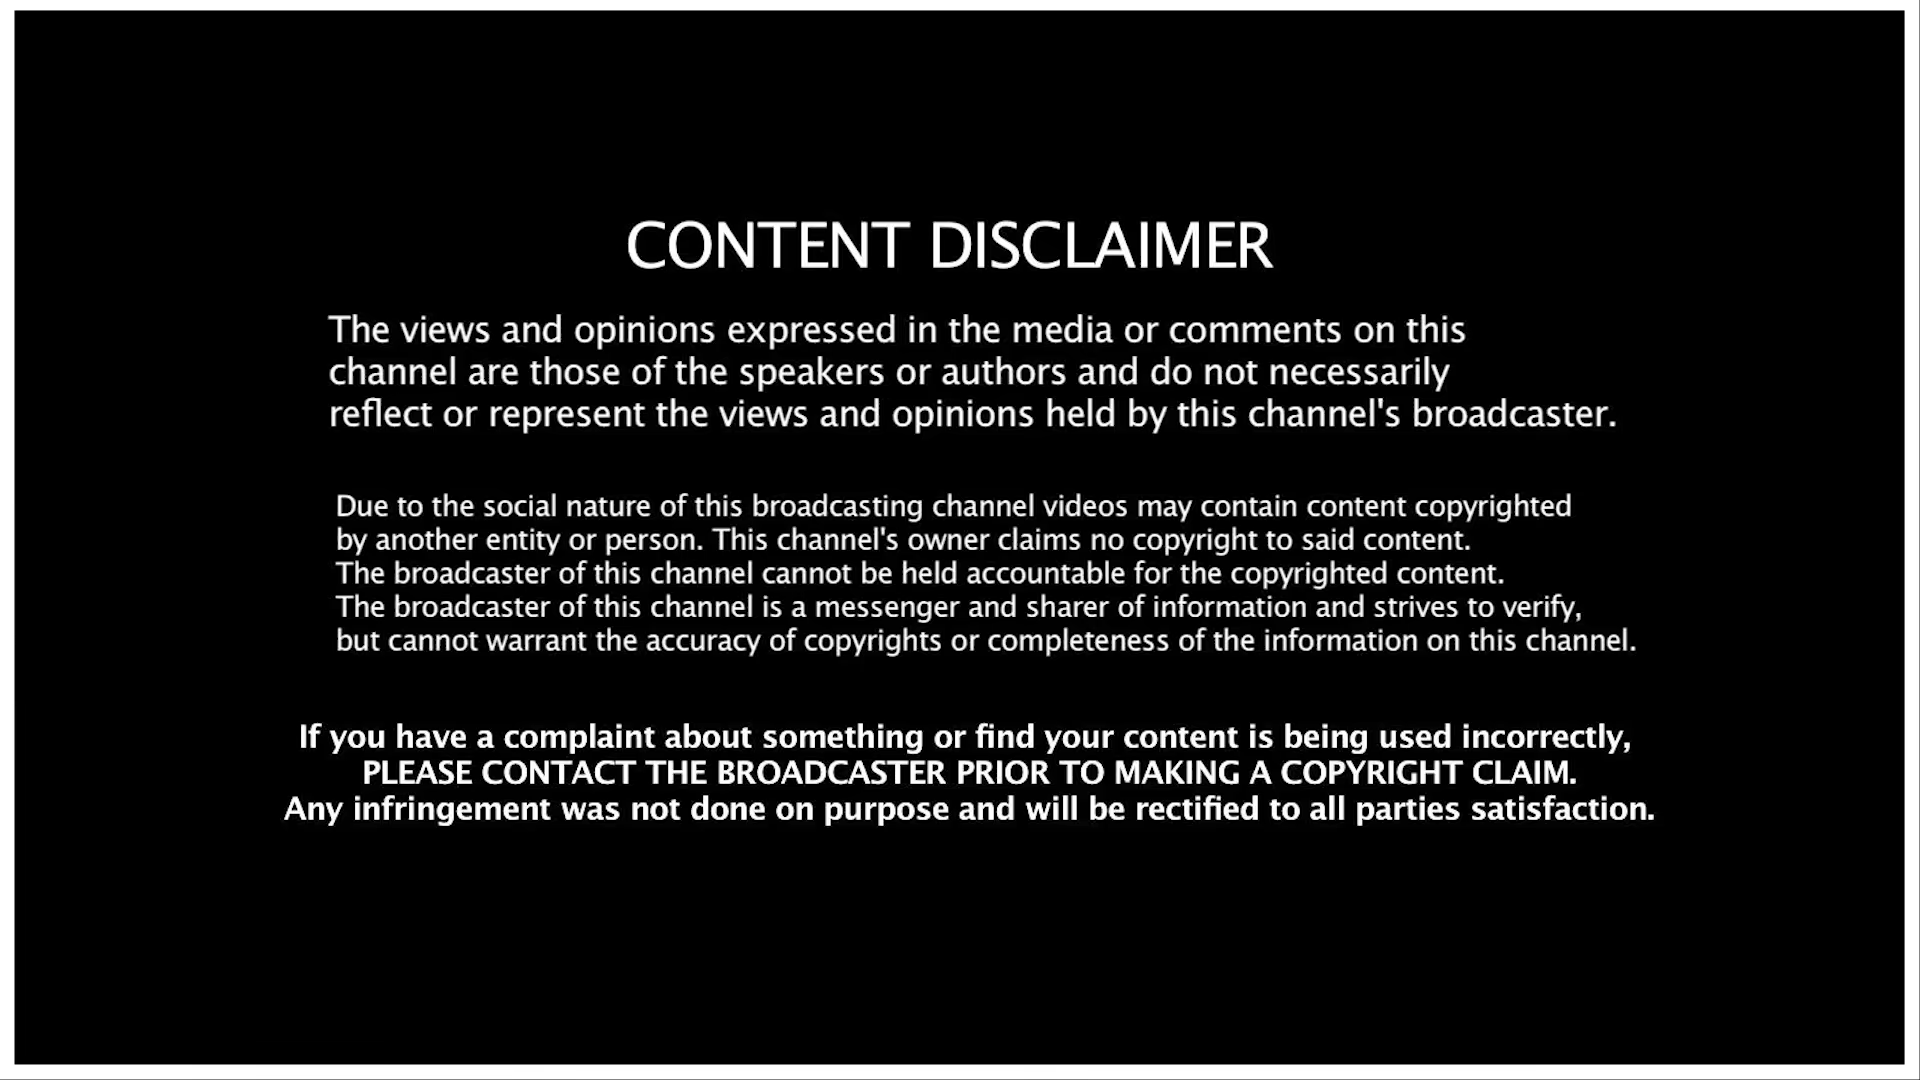 CONTENT DISCLAIMER
The views and opinions expressed in the media or comments on this
channel are those of the speakers or authors and do not necessarily
reflect or represent the views and opinions held by this channel's broadcaster.
Due to the social nature of this broadcasting channel videos may contain content copyrighted
by another entity or person. This channel's owner claims no copyright to said content.
The broadcaster of this channel cannot be held accountable for the copyrighted content.
The broadcaster of this channel is a messenger and sharer of information and strives to verify,
but cannot warrant the accuracy of copyrights or completeness of the information on this channel.
If you have a complaint about something or find your content is being used incorrectly,
PLEASE CONTACT THE BROADCASTER PRIOR TO MAKING A COPYRIGHT CLAIM.
Any infringement was not done on purpose and will be rectified to all parties satisfaction.